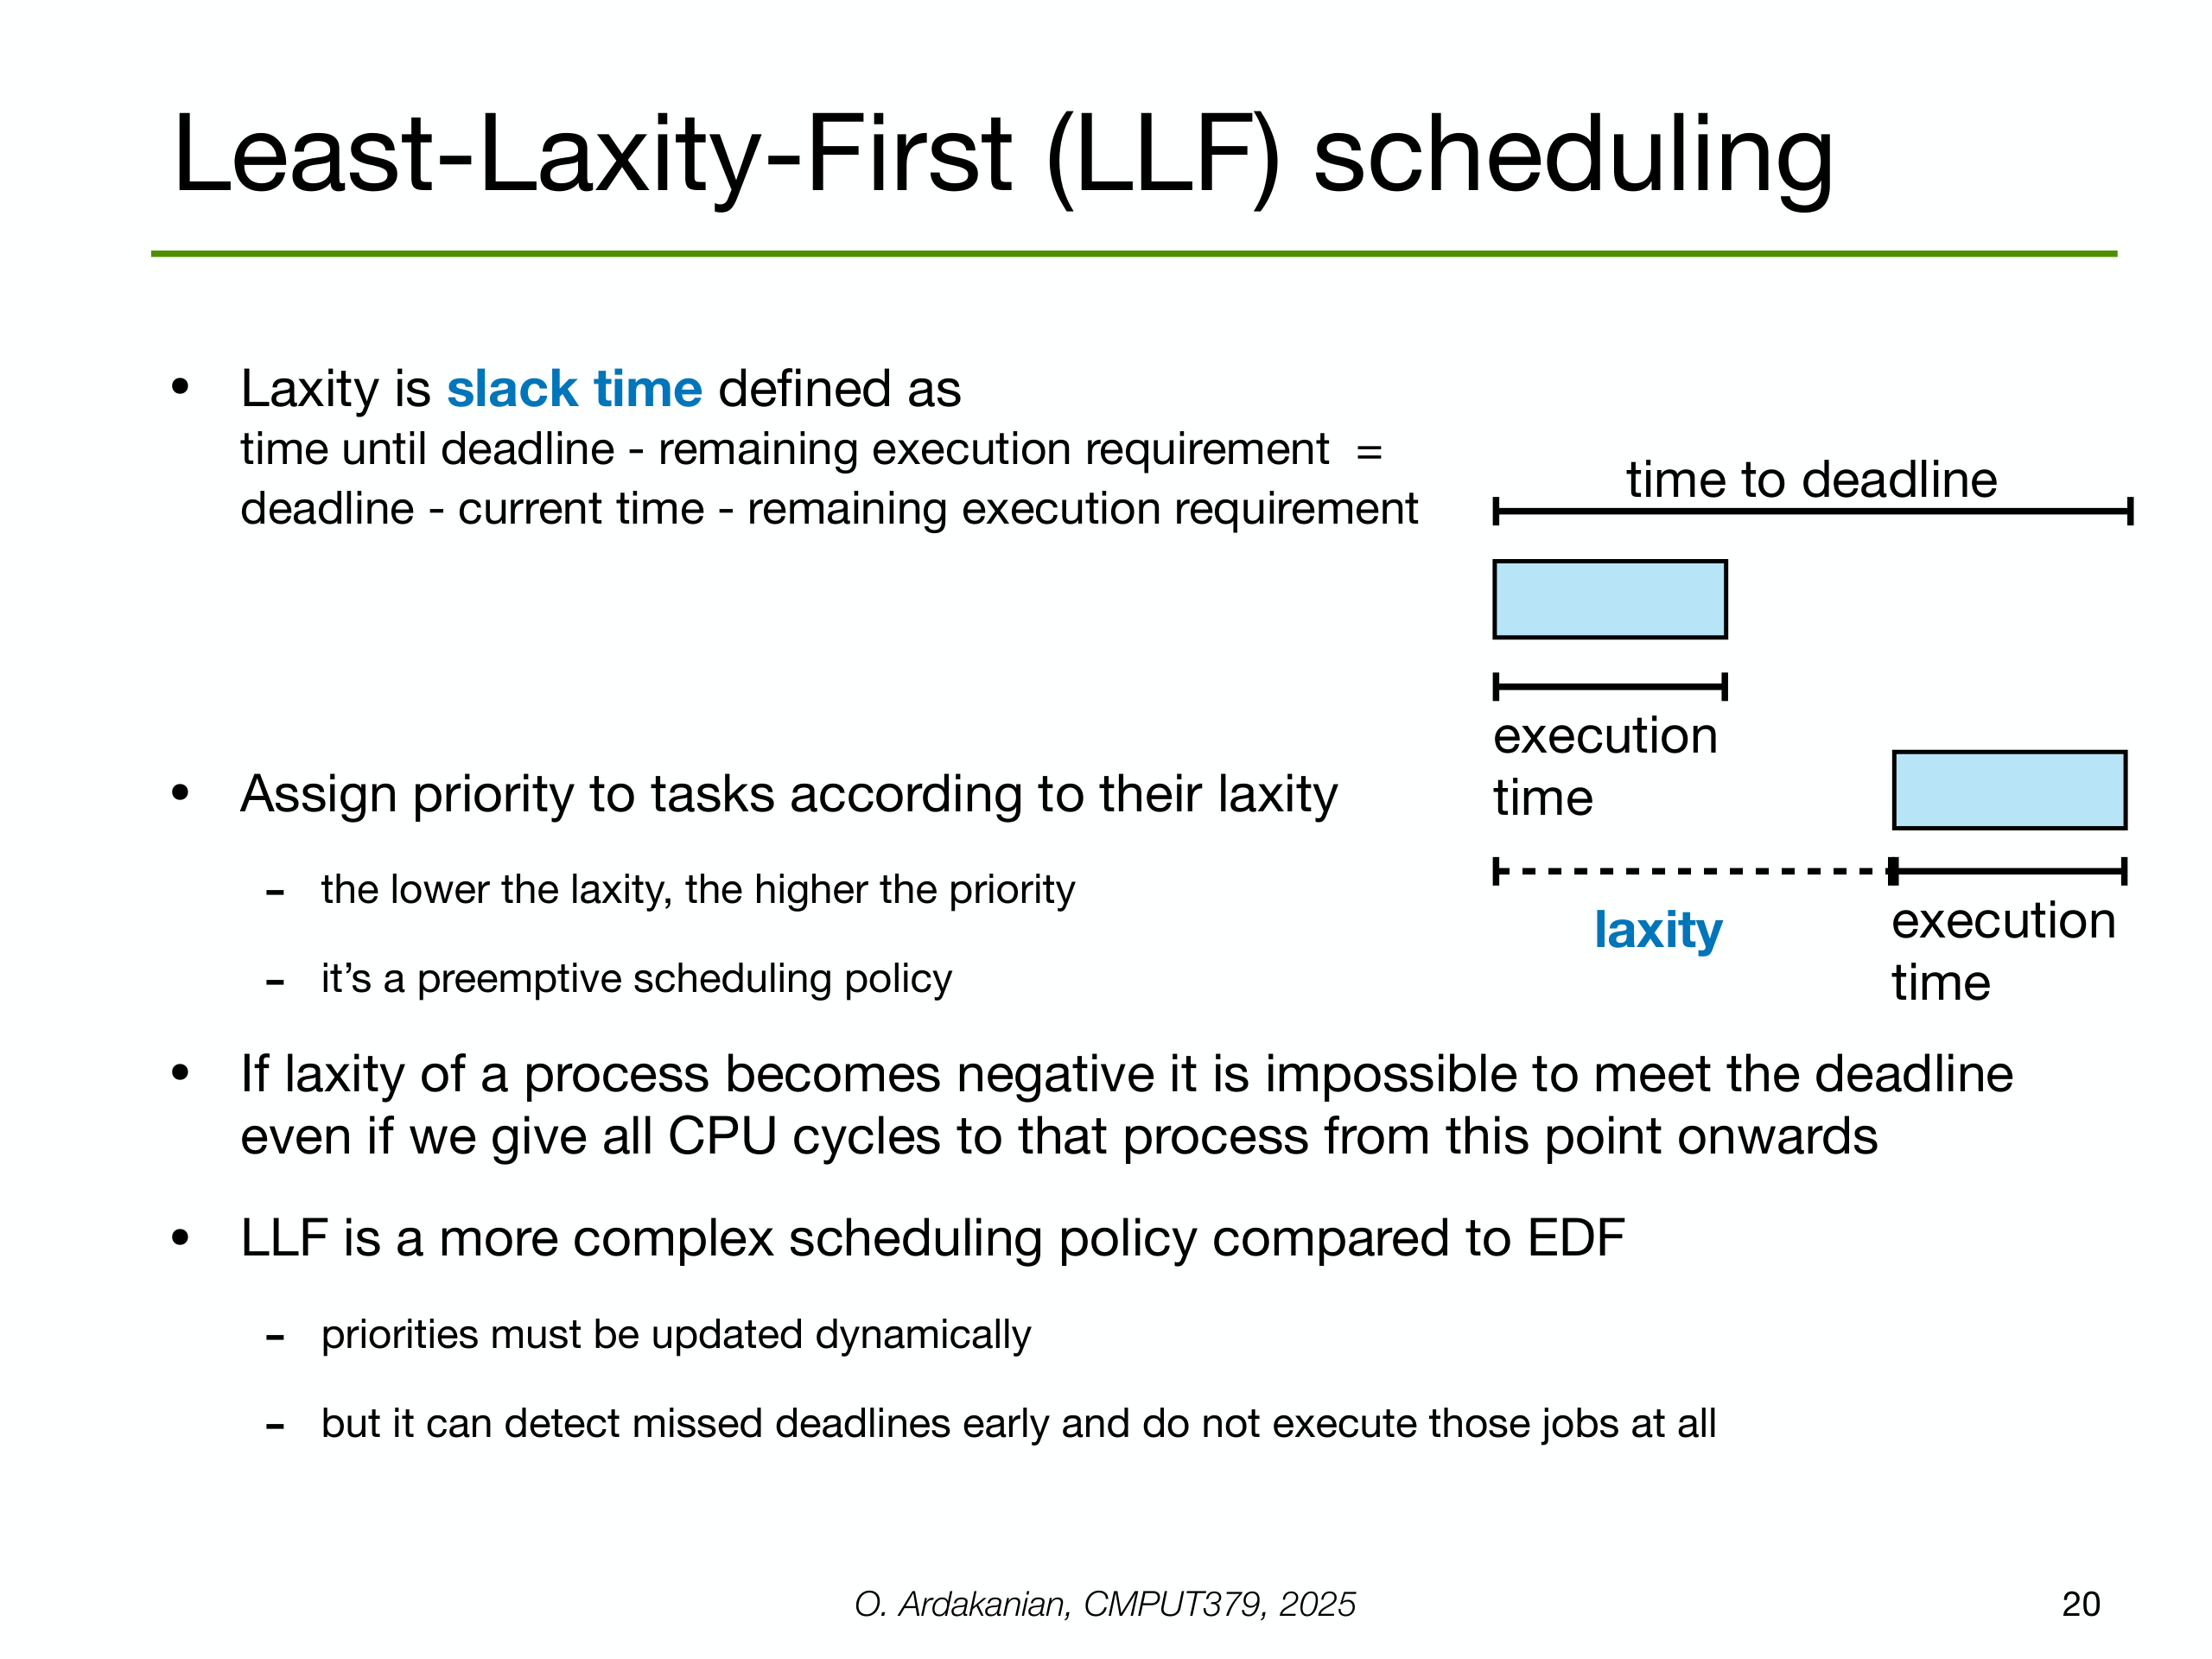 Least-Laxity-First (LLF) scheduling
• Laxity is slack time defined as
time until deadline - remaining execution requirement =
deadline - current time - remaining execution requirement
time to deadline
execution
time
• Assign priority to tasks according to their laxity
- the lower the laxity, the higher the priority
- it's a preemptive scheduling policy
laxity
execution
time
• If laxity of a process becomes negative it is impossible to meet the deadline
even if we give all CPU cycles to that process from this point onwards
• LLF is a more complex scheduling policy compared to EDF
- priorities must be updated dynamically
- but it can detect missed deadlines early and do not execute those jobs at all
O. Ardakanian, CMPUT379, 2025
20